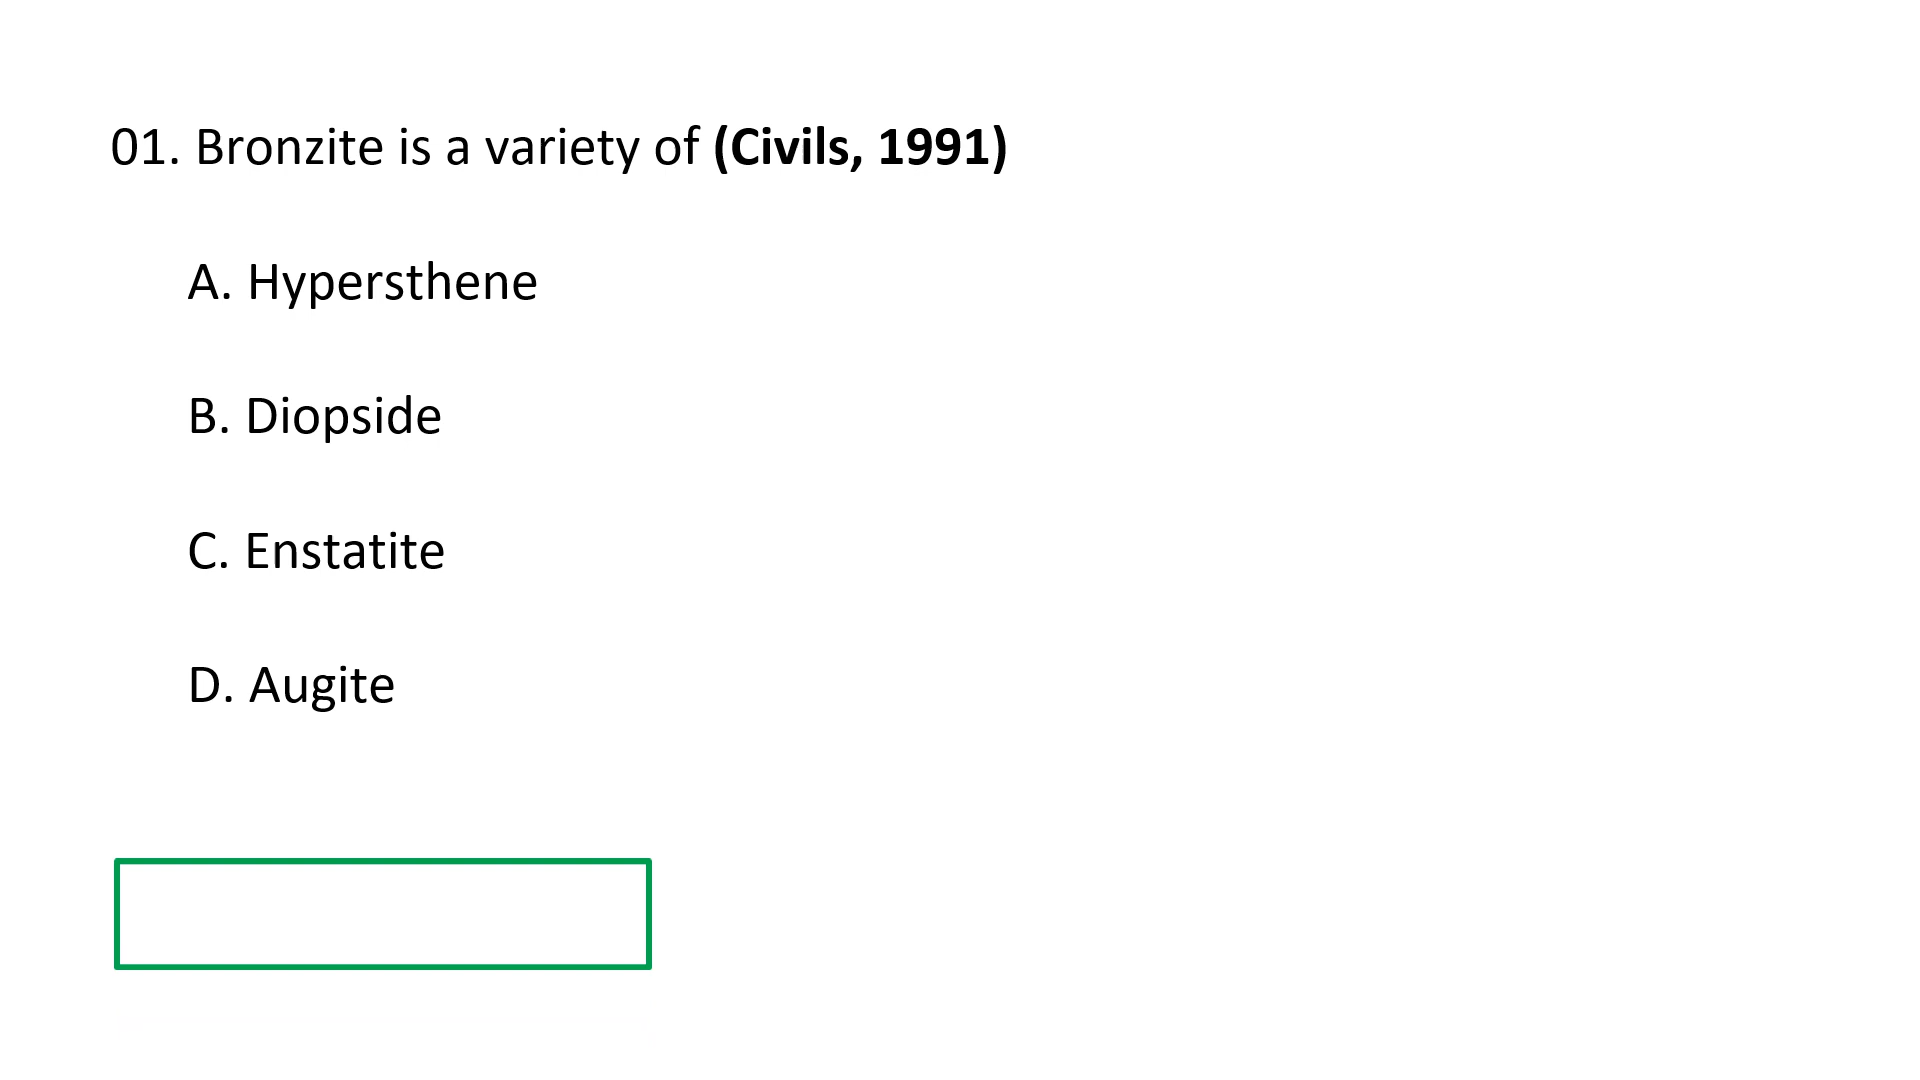 01. Bronzite is a variety of (Civils, 1991)
A. Hypersthene
B. Diopside
C. Enstatite
D. Augite